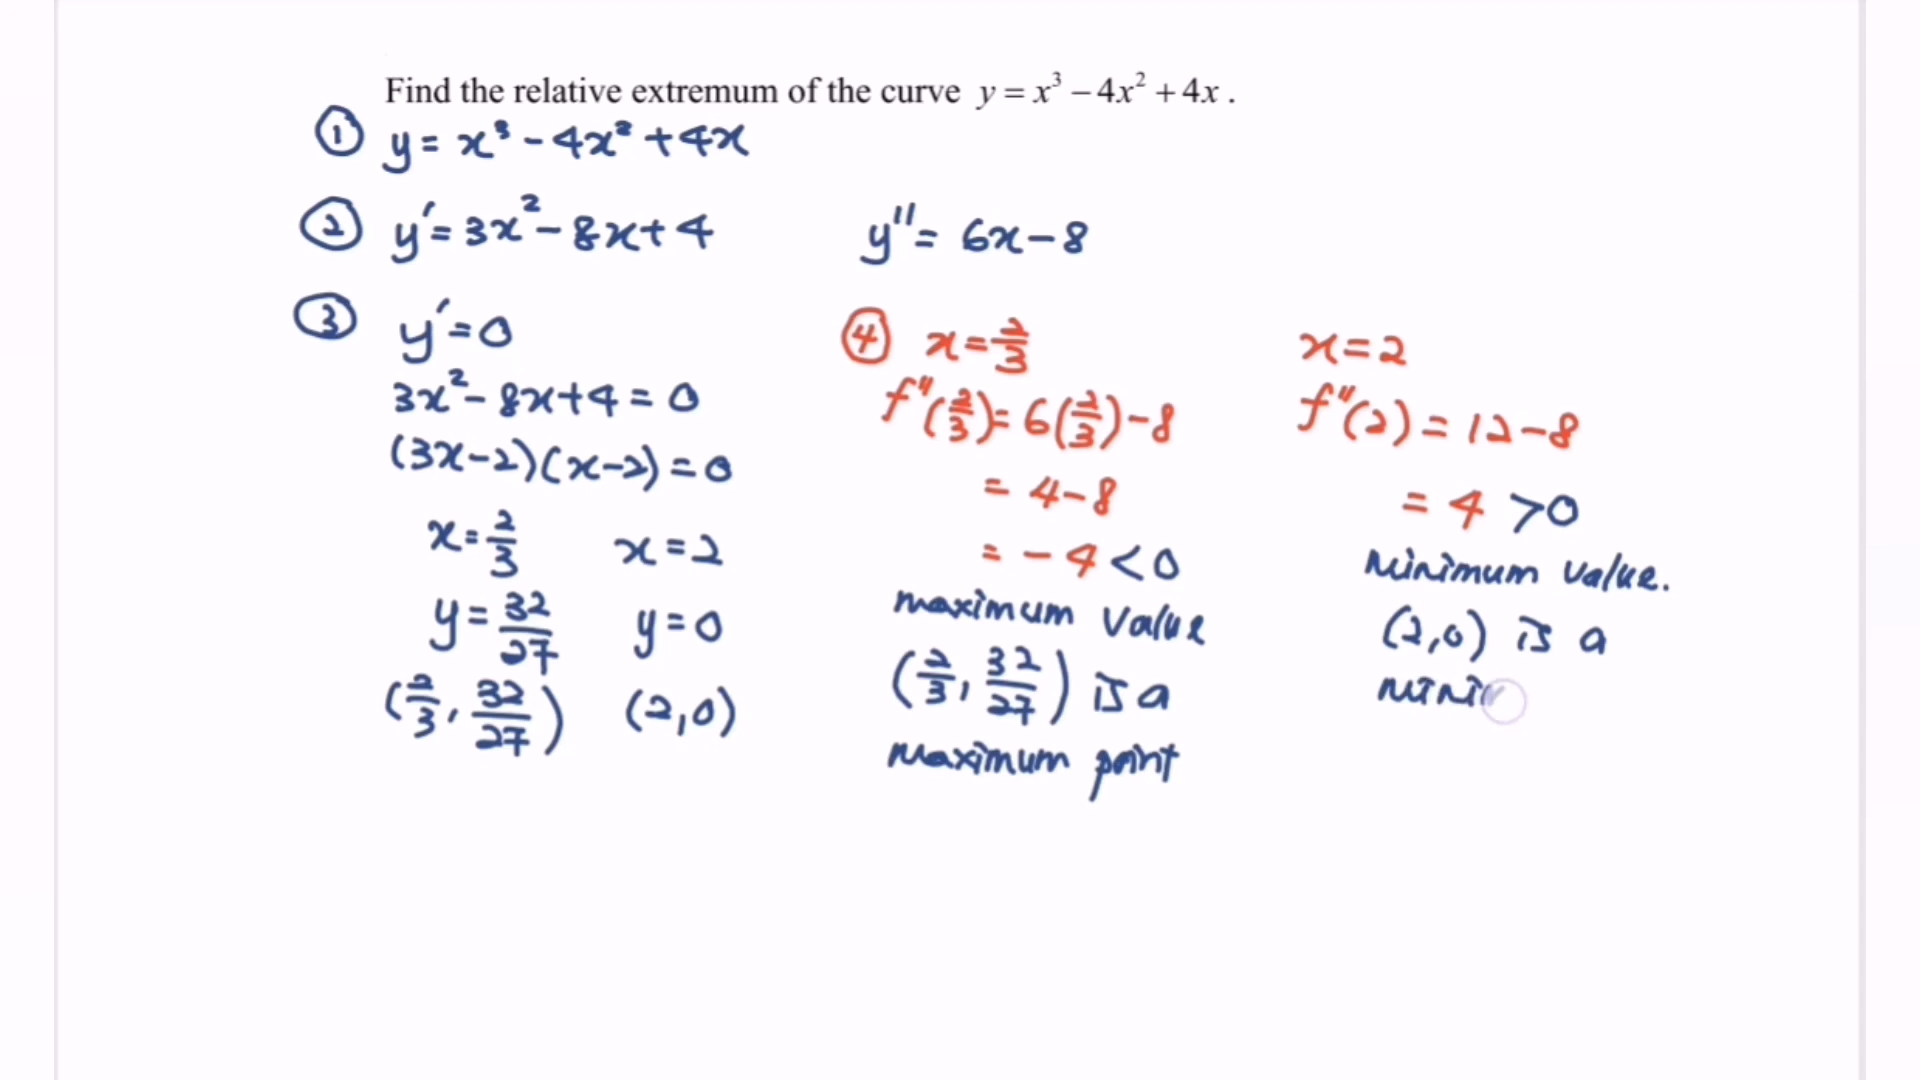 Find the relative extremum of the curve y = x³ − 4x² + 4x .
① y = x³ - 4x² + 4x
② y' = 3x² - 8x + 4
y'' = 6x - 8
③ y' = 0
3x² - 8x + 4 = 0
(3x-2)(x-2) = 0
x = 2/3 x = 2
y = 32/27 y = 0
(2/3, 32/27) (2,0)
④ x = 2/3
f''(2/3) = 6(2/3) - 8
= 4 - 8
= -4 < 0
maximum value
(2/3, 32/27) is a
maximum point
x = 2
f''(2) = 12 - 8
= 4 > 0
minimum value.
(2,0) is a
mini